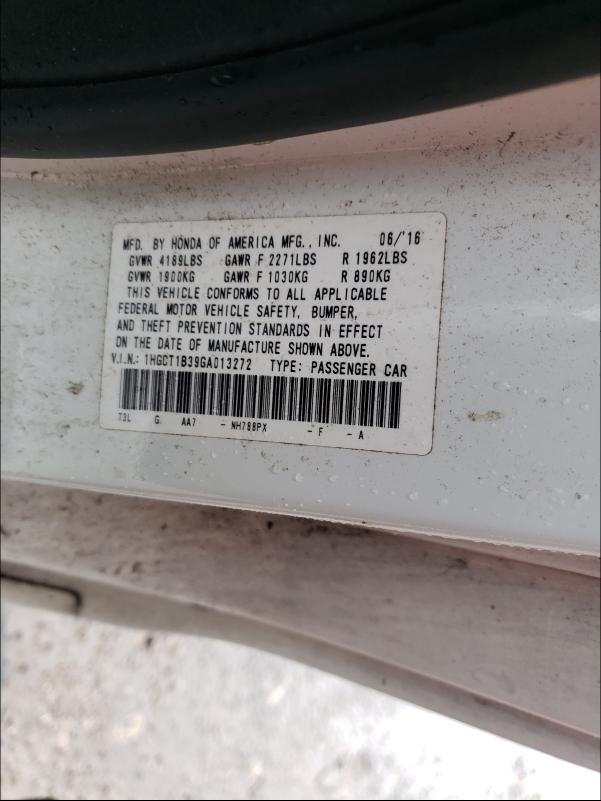 MFD. BY HONDA OF AMERICA MFG., INC. 06/'16
GVWR 4189LBS GAWR F 2271LBS R 1962LBS
GVWR 1900KG GAWR F 1030KG R 890KG
THIS VEHICLE CONFORMS TO ALL APPLICABLE
FEDERAL MOTOR VEHICLE SAFETY, BUMPER,
AND THEFT PREVENTION STANDARDS IN EFFECT
ON THE DATE OF MANUFACTURE SHOWN ABOVE.
V.I.N.: 1HGCT1B39GA013272 TYPE: PASSENGER CAR
T3L G AA7 - NH788PX - F - A